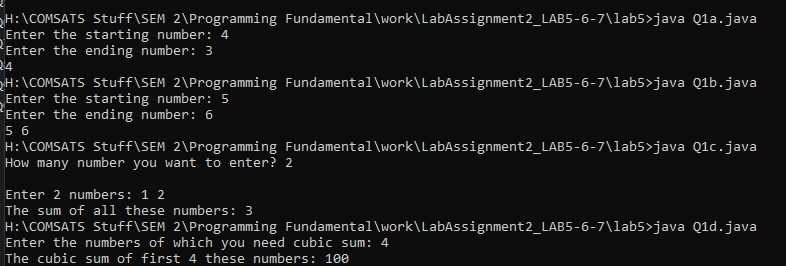 H:\COMSATS Stuff\SEM 2\Programming Fundamental\work\LabAssignment2_LAB5-6-7\lab5>java Q1a.java
Enter the starting number: 4
Enter the ending number: 3
4
H:\COMSATS Stuff\SEM 2\Programming Fundamental\work\LabAssignment2_LAB5-6-7\lab5>java Q1b.java
Enter the starting number: 5
Enter the ending number: 6
5 6
H:\COMSATS Stuff\SEM 2\Programming Fundamental\work\LabAssignment2_LAB5-6-7\lab5>java Q1c.java
How many number you want to enter? 2
Enter 2 numbers: 1 2
The sum of all these numbers: 3
H:\COMSATS Stuff\SEM 2\Programming Fundamental\work\LabAssignment2_LAB5-6-7\lab5>java Q1d.java
Enter the numbers of which you need cubic sum: 4
The cubic sum of first 4 these numbers: 100